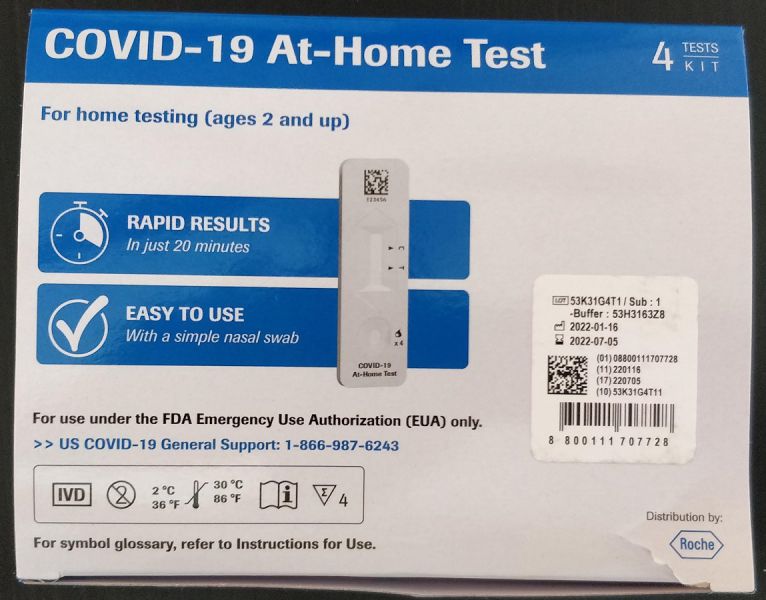 COVID-19 At-Home Test
4 TESTS KIT
For home testing (ages 2 and up)
123456
RAPID RESULTS
In just 20 minutes
C
T
EASY TO USE
With a simple nasal swab
x 4
COVID-19
At-Home Test
LOT 53K31G4T1 / Sub : 1
-Buffer : 53H3163Z8
2022-01-16
2022-07-05
(01) 08800111707728
(11) 220116
(17) 220705
(10) 53K31G4T11
8 800111 707728
For use under the FDA Emergency Use Authorization (EUA) only.
>> US COVID-19 General Support: 1-866-987-6243
IVD 2 2 °C 36 °F 30 °C 86 °F i Σ 4
For symbol glossary, refer to Instructions for Use.
Distribution by:
Roche